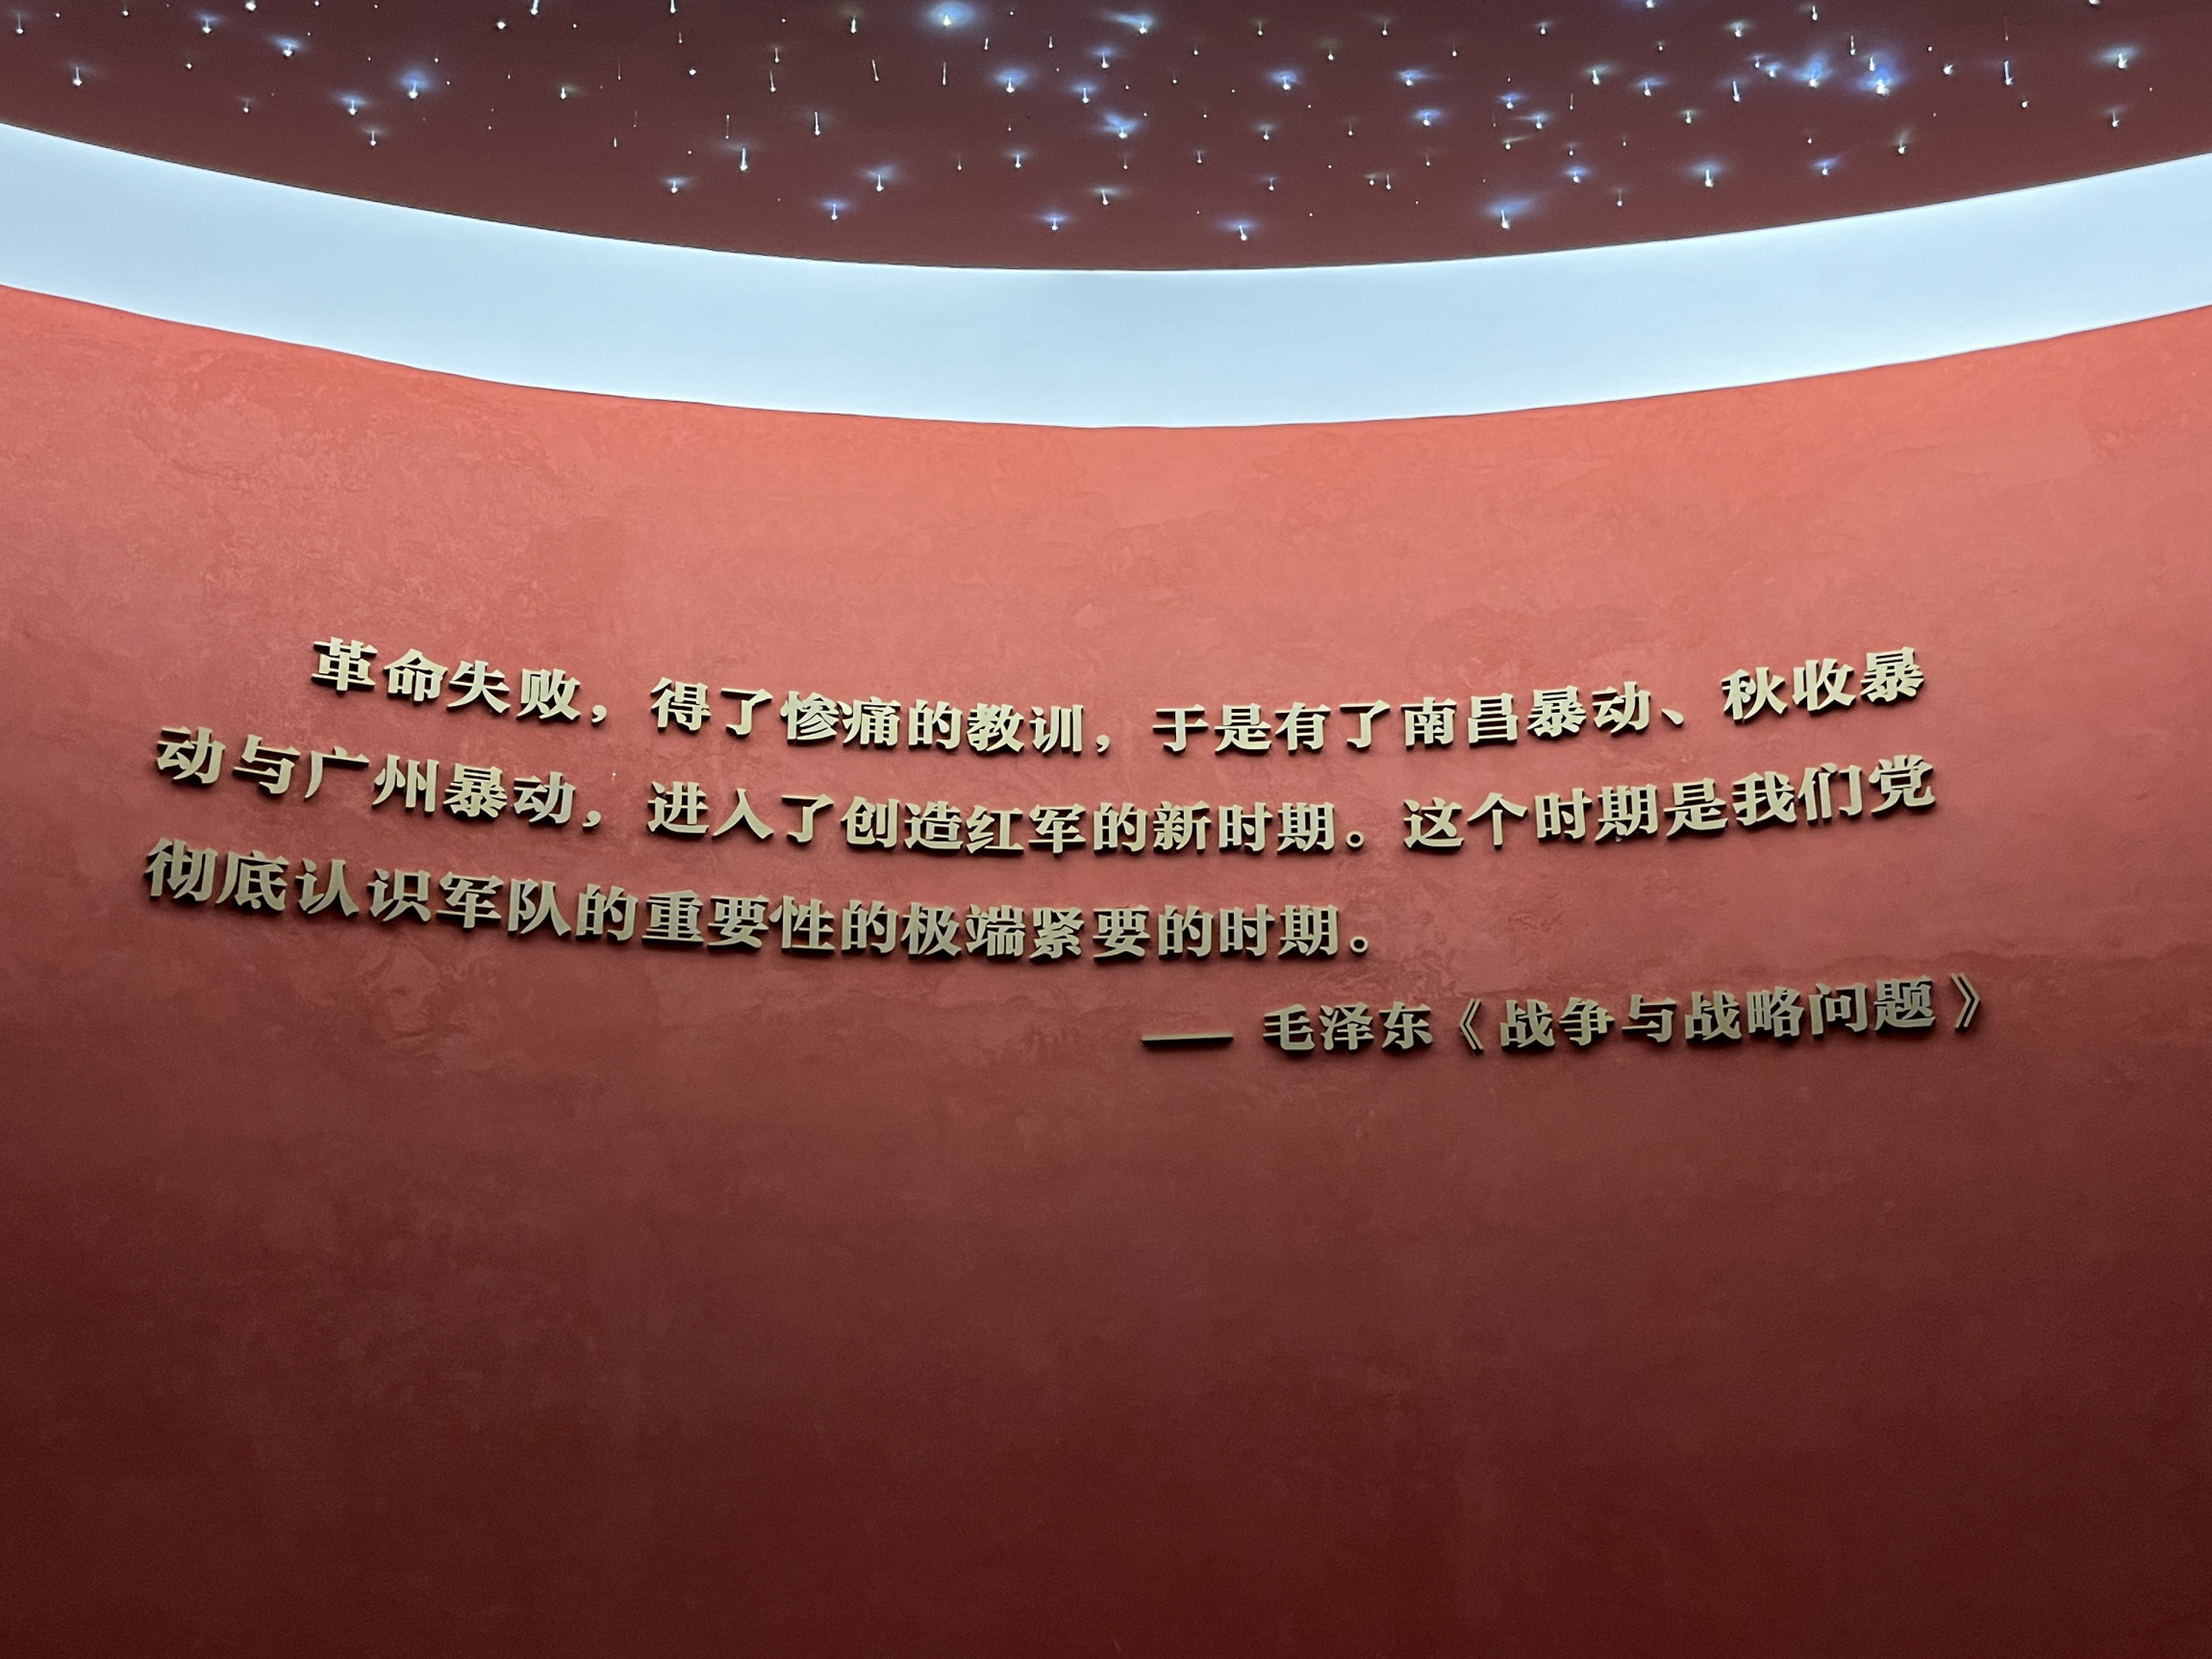 革命失败，得了惨痛的教训，于是有了南昌暴动、秋收暴
动与广州暴动，进入了创造红军的新时期。这个时期是我们党
彻底认识军队的重要性的极端紧要的时期。
—— 毛泽东《战争与战略问题》